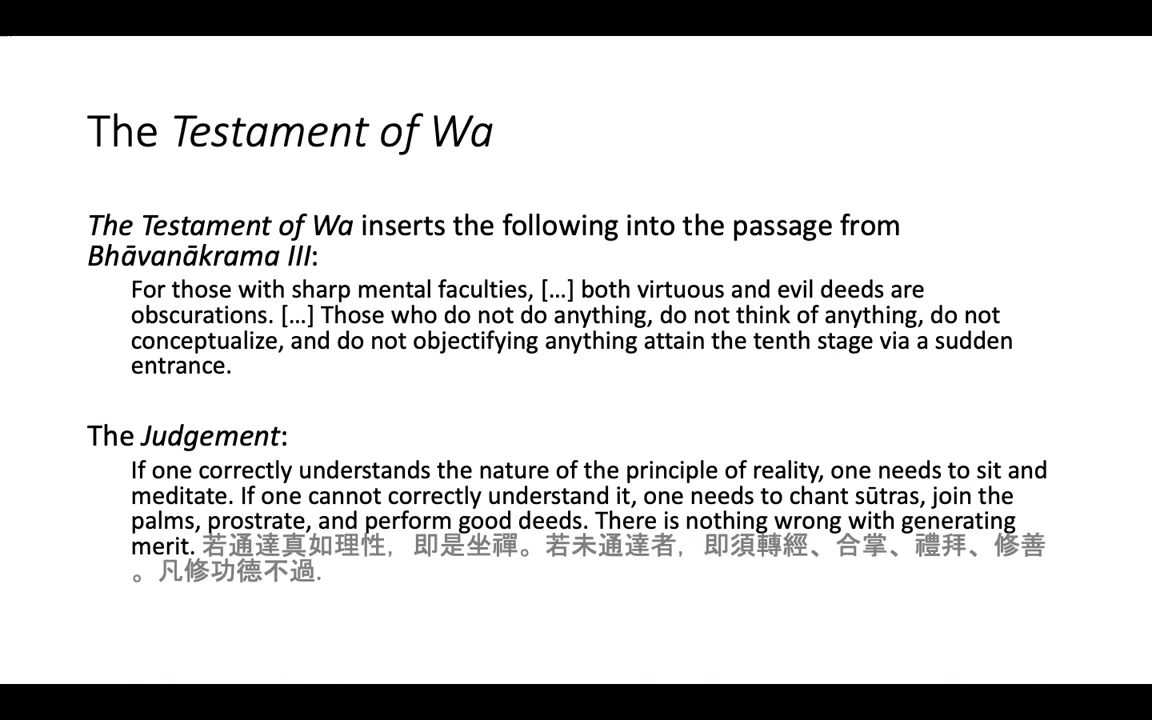 The Testament of Wa
The Testament of Wa inserts the following into the passage from
Bhāvanākrama III:
For those with sharp mental faculties, […] both virtuous and evil deeds are
obscurations. […] Those who do not do anything, do not think of anything, do not
conceptualize, and do not objectifying anything attain the tenth stage via a sudden
entrance.
The Judgement:
If one correctly understands the nature of the principle of reality, one needs to sit and
meditate. If one cannot correctly understand it, one needs to chant sūtras, join the
palms, prostrate, and perform good deeds. There is nothing wrong with generating
merit. 若通達真如理性，即是坐禪。若未通達者，即須轉經、合掌、禮拜、修善
。凡修功德不過.